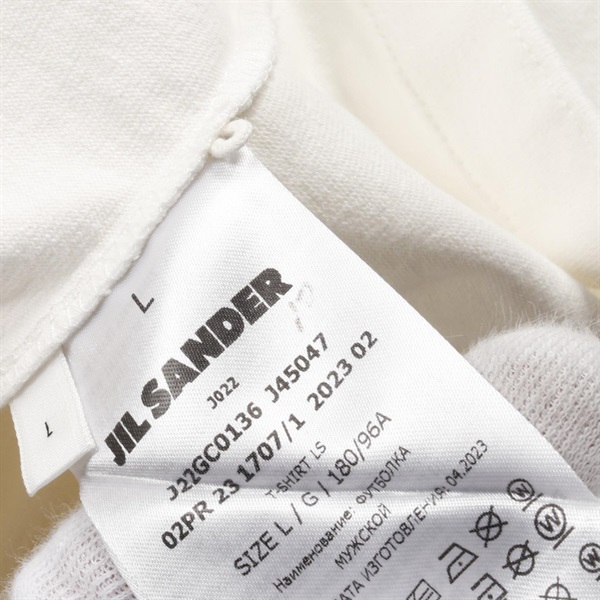 L
JIL SANDER
J022
J22GC0136 J45047
02PR 23 1707/1 2023 02
T-SHIRT LS
SIZE L / G | 180/96A
Наименование: ФУТБОЛКА
МУЖСКОЙ
ДАТА ИЗГОТОВЛЕНИЯ: 04.2023
W
W